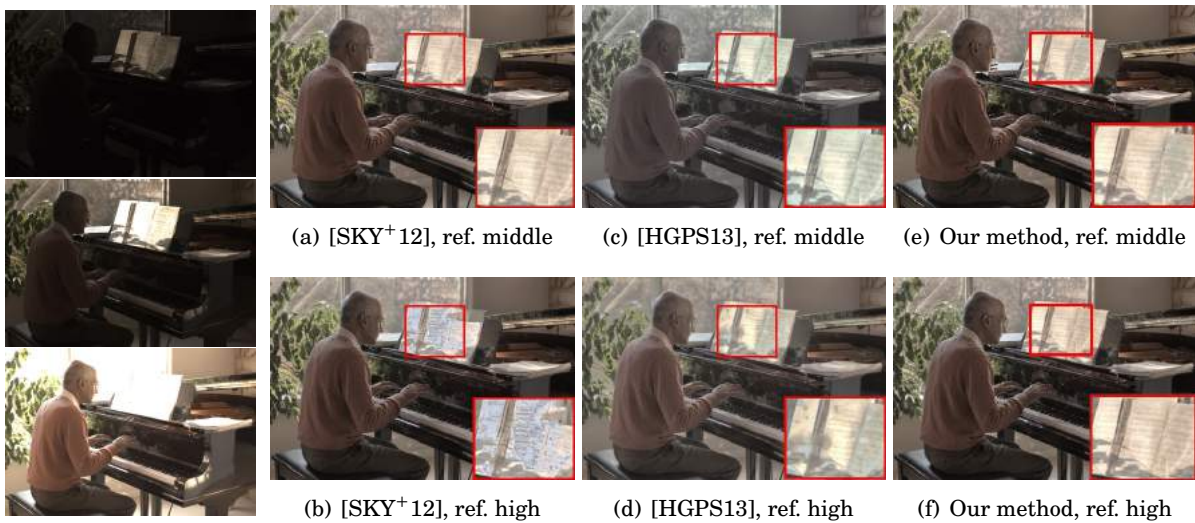 (a) [SKY+12], ref. middle
(c) [HGPS13], ref. middle
(e) Our method, ref. middle
(b) [SKY+12], ref. high
(d) [HGPS13], ref. high
(f) Our method, ref. high